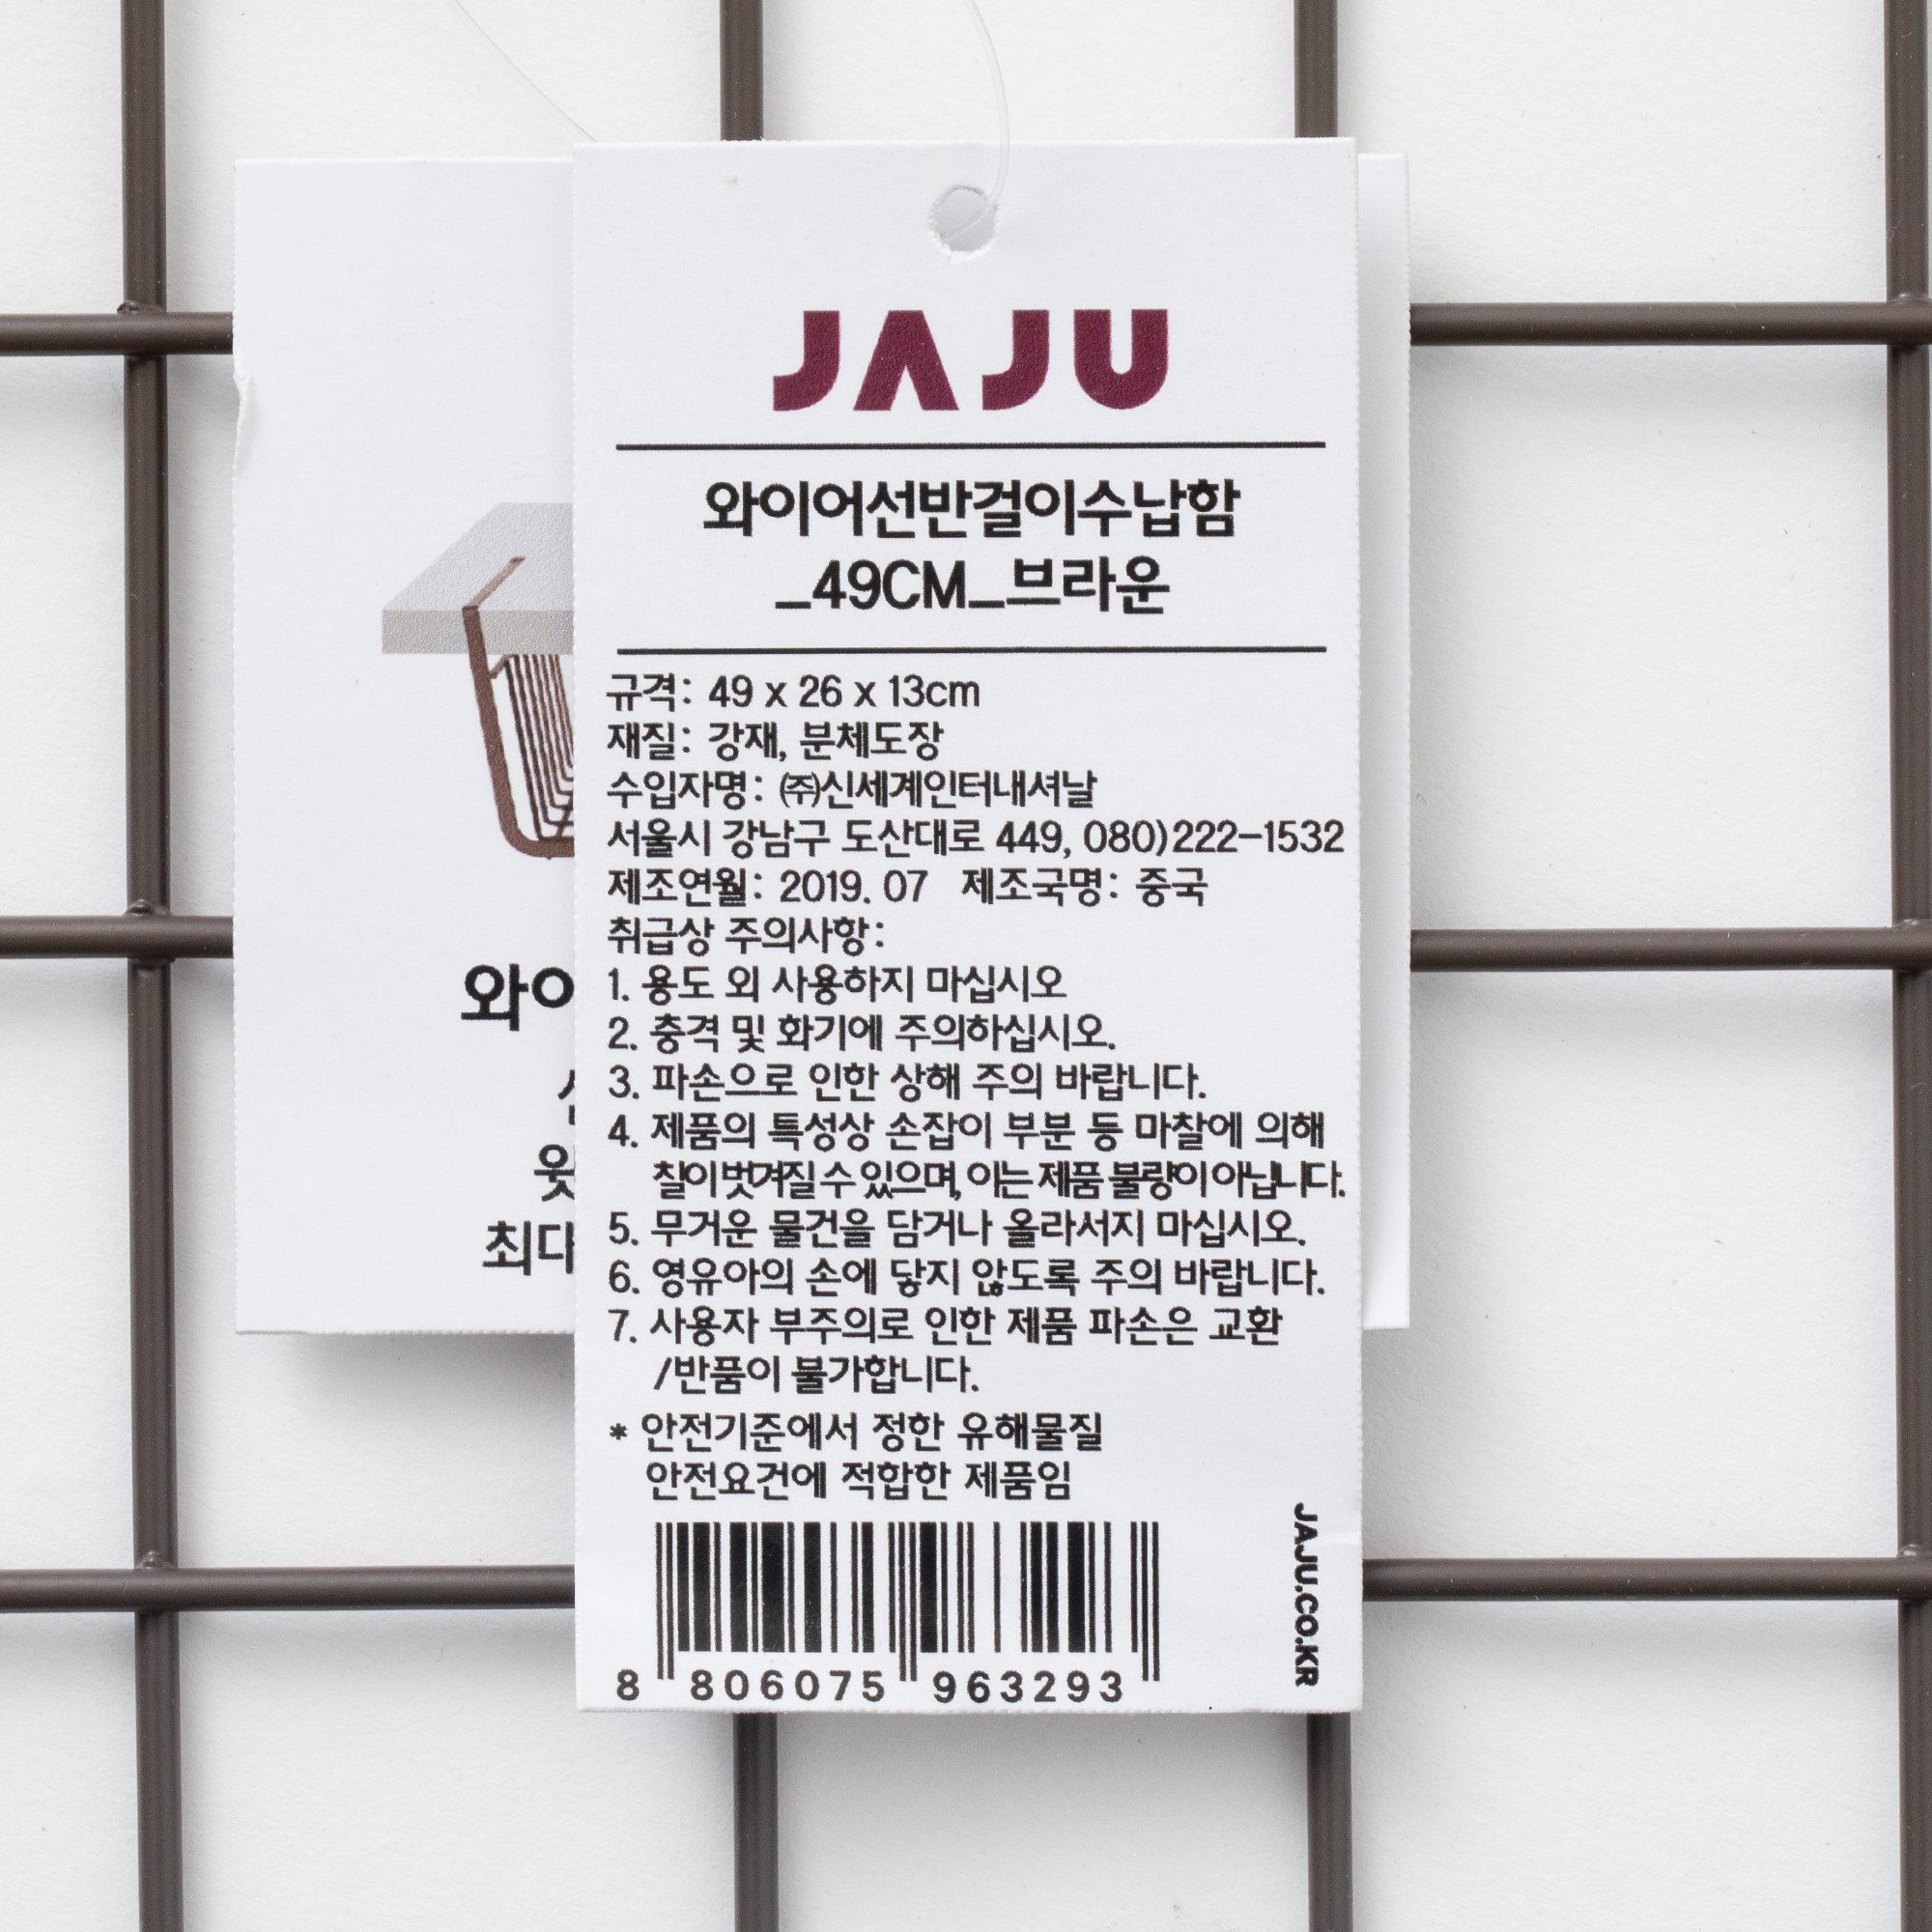 JAJU
와이어선반걸이수납함
_49CM_브라운
규격: 49 x 26 x 13cm
재질: 강재, 분체도장
수입자명: ㈜신세계인터내셔날
서울시 강남구 도산대로 449, 080)222-1532
제조연월: 2019. 07 제조국명: 중국
취급상 주의사항:
1. 용도 외 사용하지 마십시오
2. 충격 및 화기에 주의하십시오.
3. 파손으로 인한 상해 주의 바랍니다.
4. 제품의 특성상 손잡이 부분 등 마찰에 의해
칠이 벗겨질 수 있으며, 이는 제품 불량이 아닙니다.
5. 무거운 물건을 담거나 올라서지 마십시오.
6. 영유아의 손에 닿지 않도록 주의 바랍니다.
7. 사용자 부주의로 인한 제품 파손은 교환
/반품이 불가합니다.
* 안전기준에서 정한 유해물질
안전요건에 적합한 제품임
8 806075 963293
JAJU.CO.KR
와이
최대